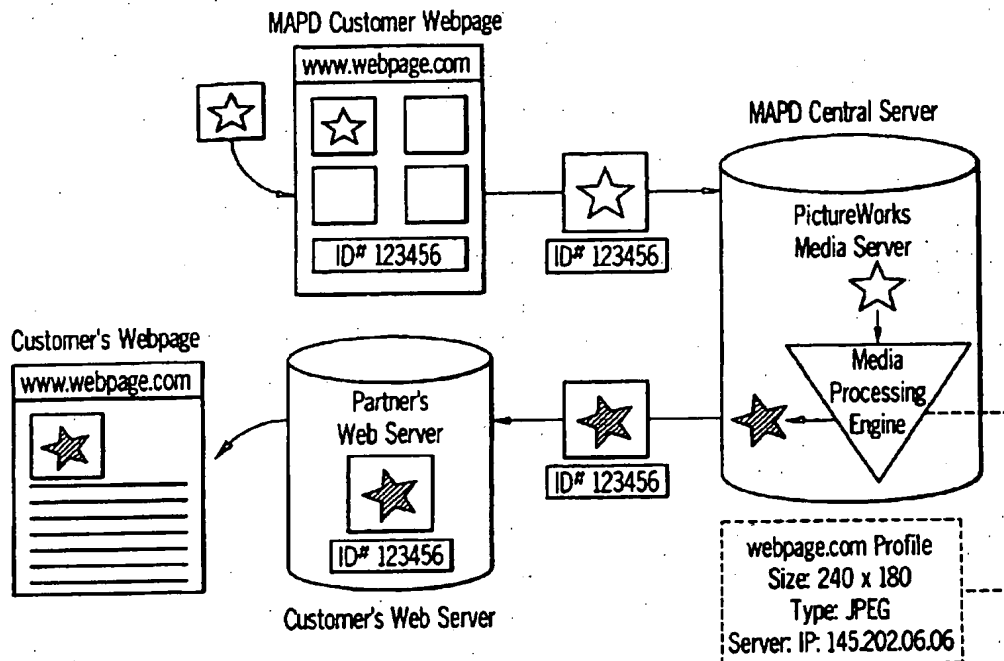 MAPD Customer Webpage
www.webpage.com
ID# 123456
ID# 123456
MAPD Central Server
PictureWorks
Media Server
Media
Processing
Engine
Customer's Webpage
www.webpage.com
Partner's
Web Server
ID# 123456
Customer's Web Server
ID# 123456
webpage.com Profile
Size: 240 x 180
Type: JPEG
Server: IP: 145.202.06.06